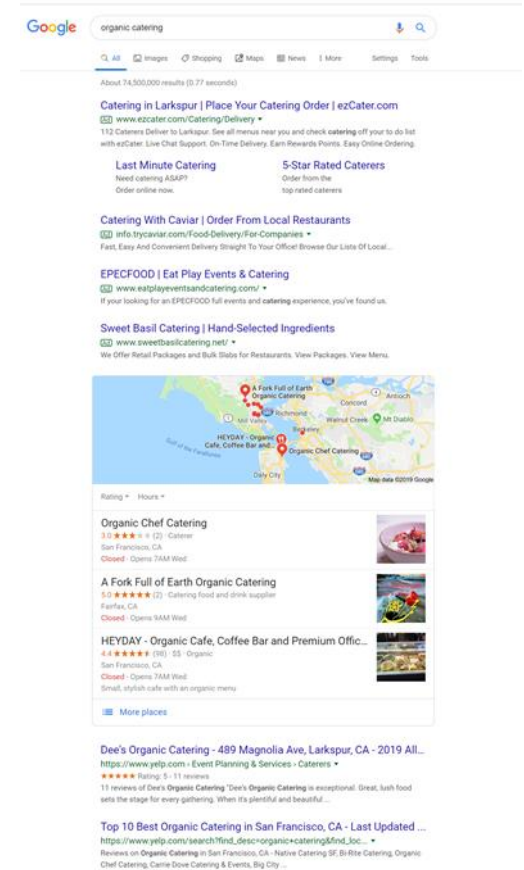 Google
organic catering
All Images Shopping Maps News More Settings Tools
About 74,500,000 results (0.77 seconds)
Catering in Larkspur | Place Your Catering Order | ezCater.com
Ad www.ezcater.com/Catering/Delivery
112 Caterers Deliver to Larkspur. See all menus near you and check catering off your to do list
with ezCater. Live Chat Support. On-Time Delivery. Earn Rewards Points. Easy Online Ordering.
Last Minute Catering
Need catering ASAP?
Order online now.
5-Star Rated Caterers
Order from the
top rated caterers
Catering With Caviar | Order From Local Restaurants
Ad info.trycaviar.com/Food-Delivery/For-Companies
Fast, Easy And Convenient Delivery Straight To Your Office! Browse Our Lists Of Local...
EPECFOOD | Eat Play Events & Catering
Ad www.eatplayeventsandcatering.com/
If your looking for an EPECFOOD full events and catering experience, you've found us.
Sweet Basil Catering | Hand-Selected Ingredients
Ad www.sweetbasilcatering.net/
We Offer Retail Packages and Bulk Slabs for Restaurants. View Packages. View Menu.
A Fork Full of Earth
Organic Catering
Antioch
Concord
Richmond
Mill Valley
Walnut Creek
Mt Diablo
Berkeley
HEYDAY - Organic
Cafe, Coffee Bar and...
Gulf of the Farallones
Organic Chef Catering
Daly City
Map data ©2019 Google
Rating Hours
Organic Chef Catering
3.0 (2) · Caterer
San Francisco, CA
Closed · Opens 7AM Wed
A Fork Full of Earth Organic Catering
5.0 (2) · Catering food and drink supplier
Fairfax, CA
Closed · Opens 9AM Wed
HEYDAY - Organic Cafe, Coffee Bar and Premium Offic...
4.4 (98) · $$ · Organic
San Francisco, CA
Closed · Opens 7AM Wed
Small, stylish cafe with an organic menu
More places
Dee's Organic Catering - 489 Magnolia Ave, Larkspur, CA - 2019 All...
https://www.yelp.com › Event Planning & Services › Caterers
Rating: 5 - 11 reviews
11 reviews of Dee's Organic Catering "Dee's Organic Catering is exceptional. Great, lush food
sets the stage for every gathering. When it's plentiful and beautiful ...
Top 10 Best Organic Catering in San Francisco, CA - Last Updated ...
https://www.yelp.com/search?find_desc=organic+catering&find_loc...
Reviews on Organic Catering in San Francisco, CA - Native Catering SF, Bi-Rite Catering, Organic
Chef Catering, Carrie Dove Catering & Events, Big City ...